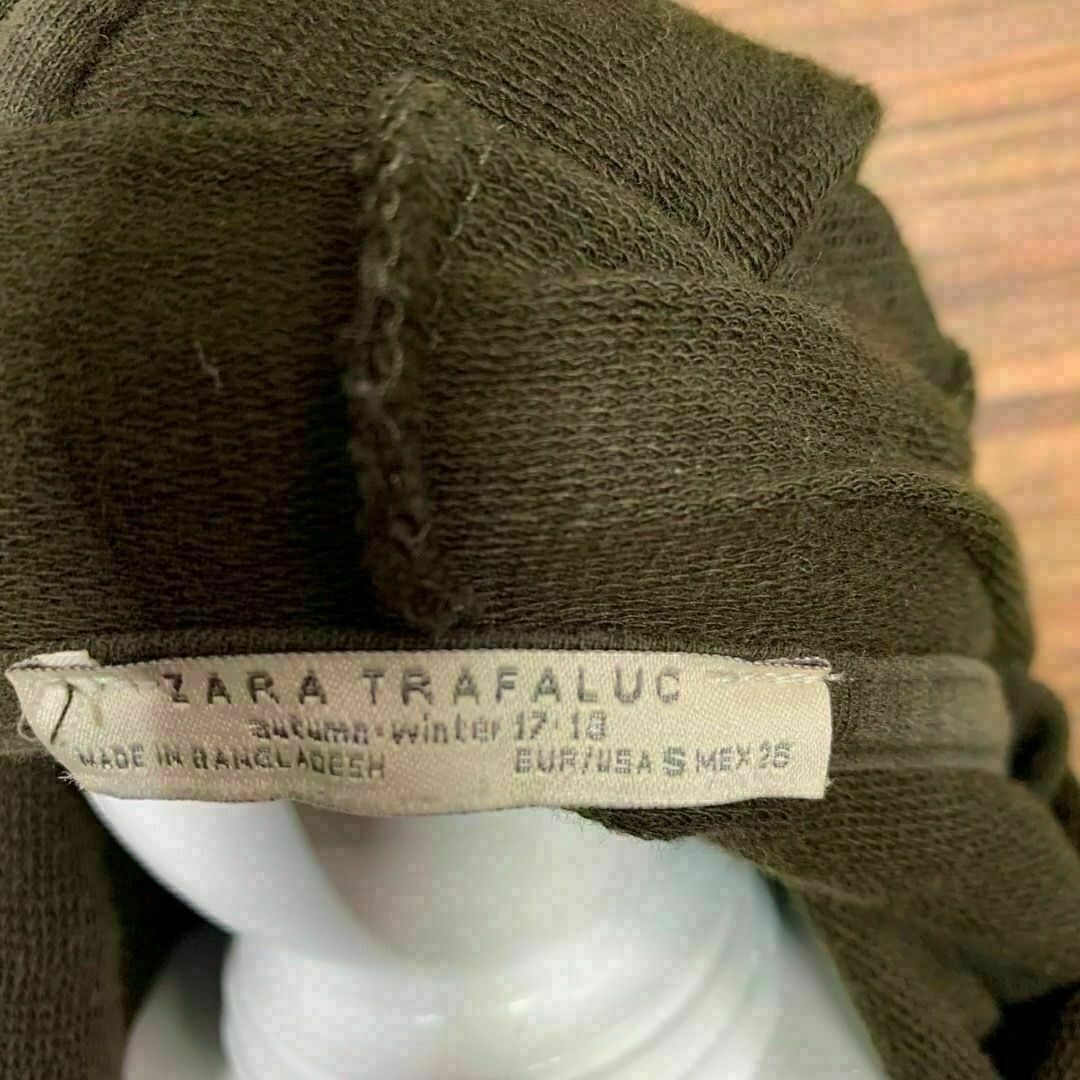 ZARA TRAFALUC
autumn·winter 17·18
MADE IN BANGLADESH EUR/USA S MEX 26